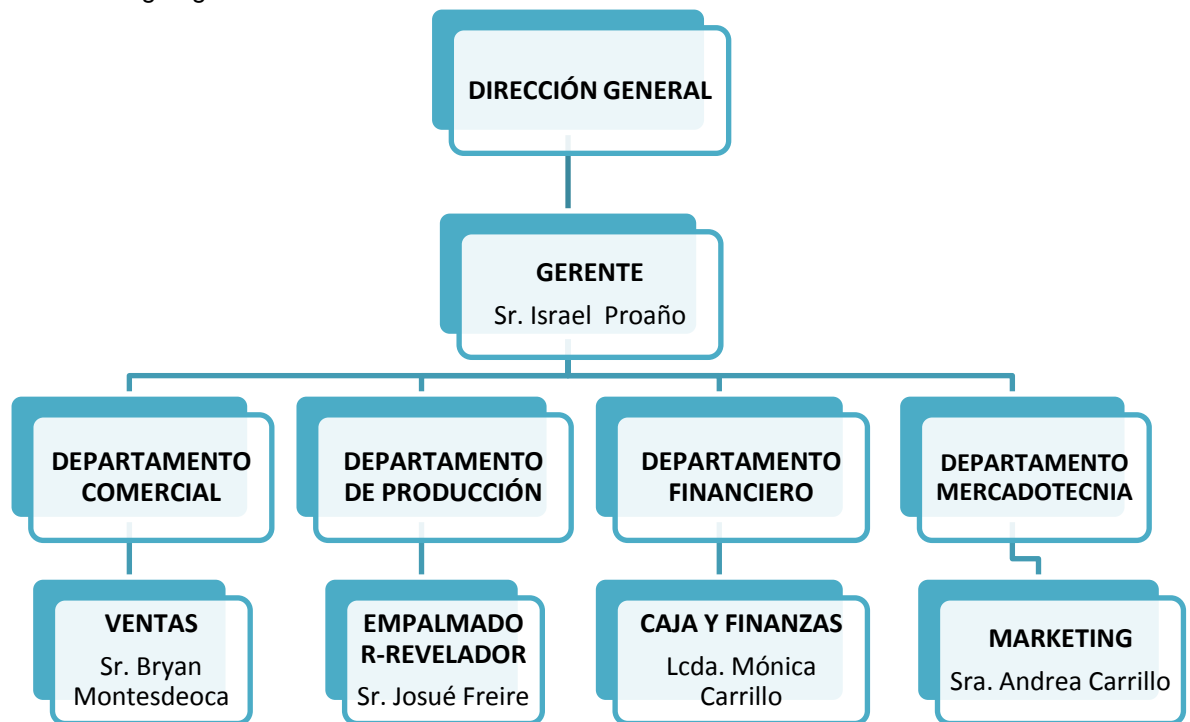 DIRECCIÓN GENERAL
GERENTE
Sr. Israel Proaño
DEPARTAMENTO
COMERCIAL
DEPARTAMENTO
DE PRODUCCIÓN
DEPARTAMENTO
FINANCIERO
DEPARTAMENTO
MERCADOTECNIA
VENTAS
Sr. Bryan
Montesdeoca
EMPALMADO
R-REVELADOR
Sr. Josué Freire
CAJA Y FINANZAS
Lcda. Mónica
Carrillo
MARKETING
Sra. Andrea Carrillo